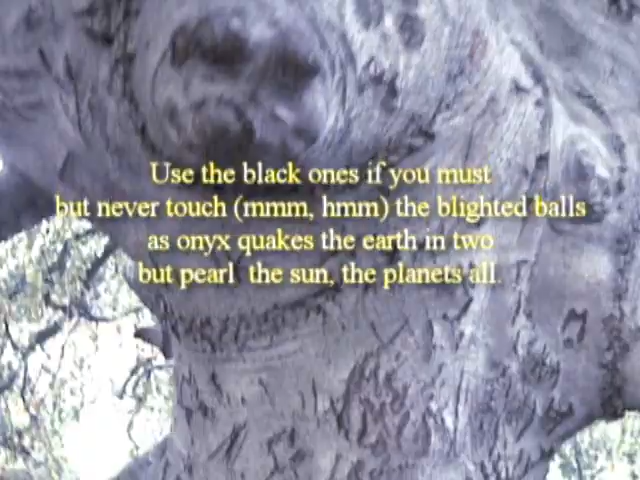 Use the black ones if you must
but never touch (mmm, hmm) the blighted balls
as onyx quakes the earth in two
but pearl  the sun, the planets all.